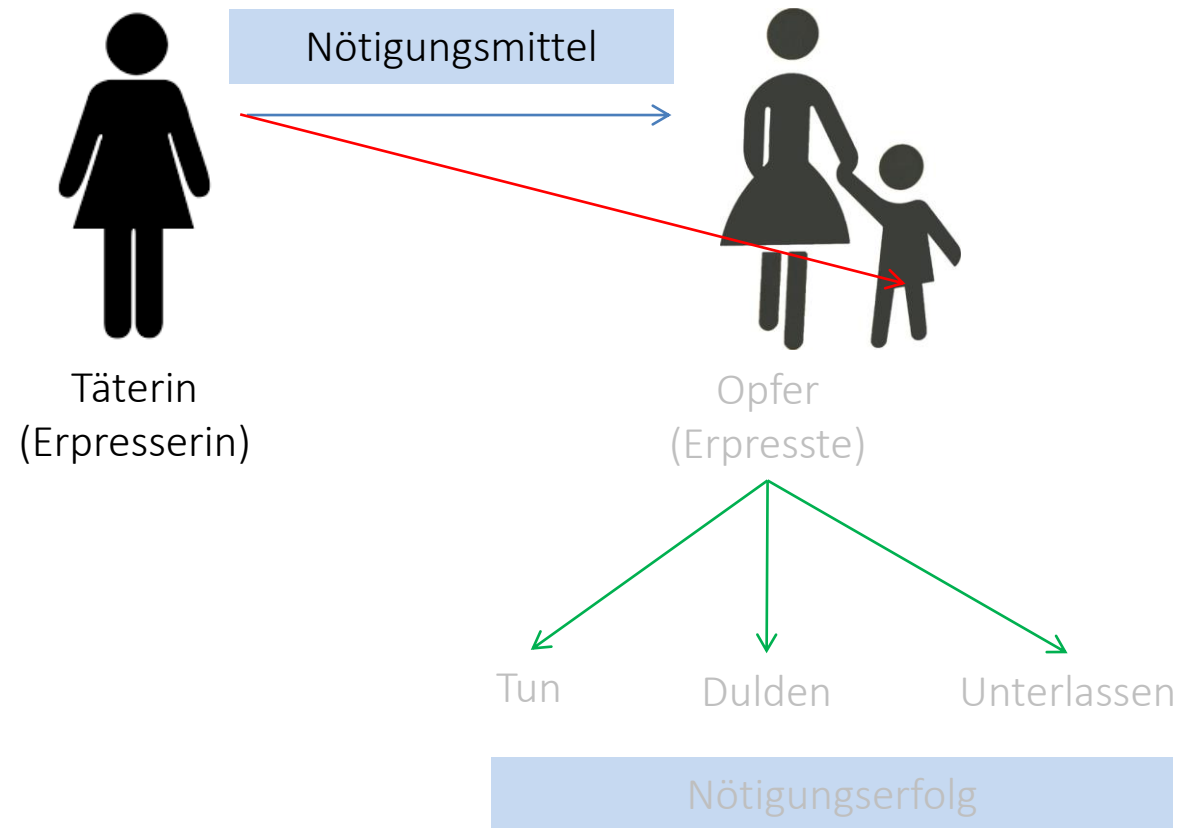 Nötigungsmittel
Täterin
(Erpresserin)
Opfer
(Erpresste)
Tun
Dulden
Unterlassen
Nötigungserfolg